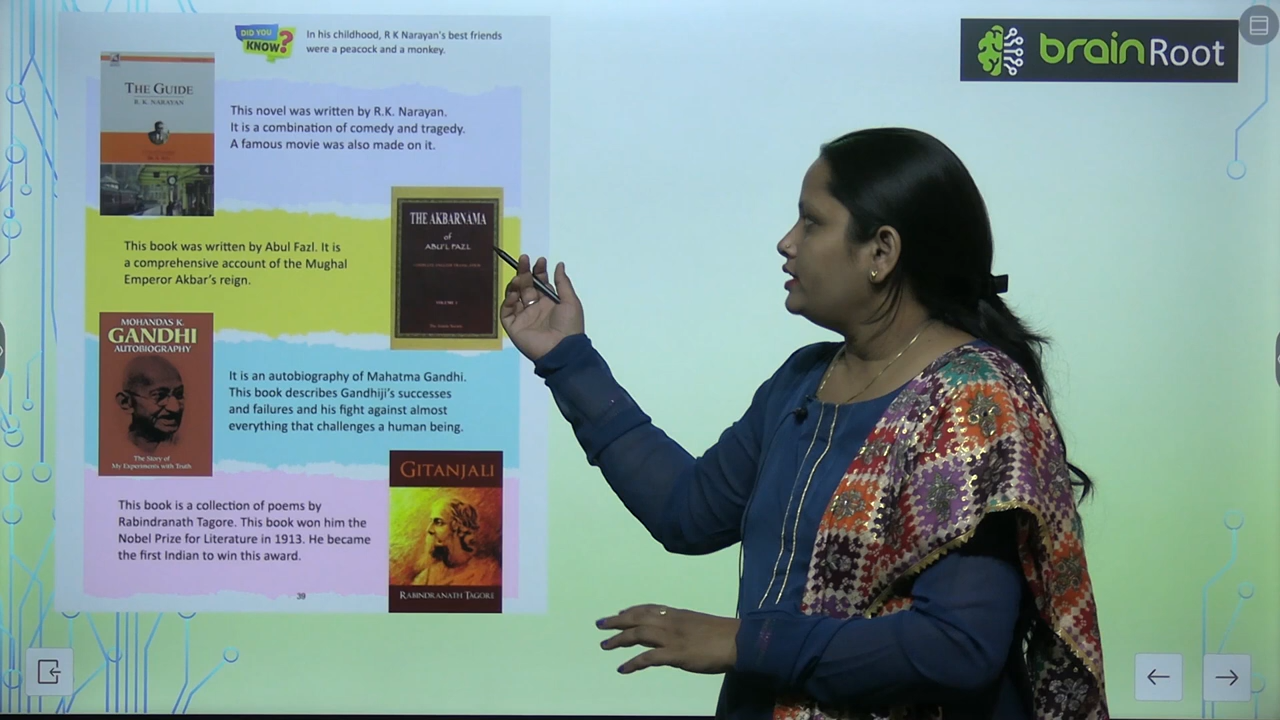 DID YOU
KNOW?
In his childhood, R K Narayan's best friends
were a peacock and a monkey.
brainRoot
THE GUIDE
R. K. NARAYAN
This novel was written by R.K. Narayan.
It is a combination of comedy and tragedy.
A famous movie was also made on it.
This book was written by Abul Fazl. It is
a comprehensive account of the Mughal
Emperor Akbar's reign.
THE AKBARNAMA
of
ABU'L FAZL
VOLUME I
MOHANDAS K.
GANDHI
AUTOBIOGRAPHY
The Story of
My Experiments with Truth
It is an autobiography of Mahatma Gandhi.
This book describes Gandhiji's successes
and failures and his fight against almost
everything that challenges a human being.
This book is a collection of poems by
Rabindranath Tagore. This book won him the
Nobel Prize for Literature in 1913. He became
the first Indian to win this award.
GITANJALI
RABINDRANATH TAGORE
39